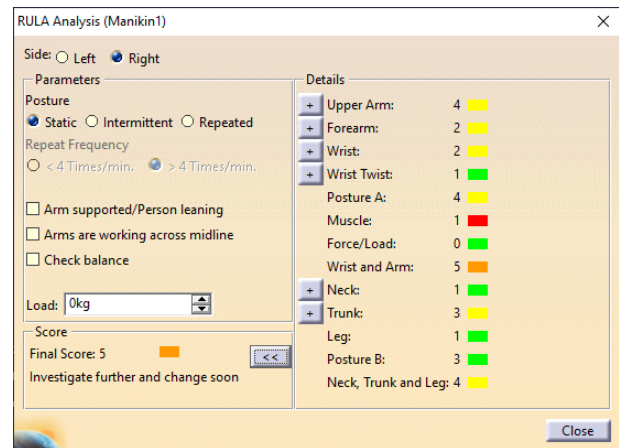 RULA Analysis (Manikin1)
Side: Left Right
Parameters
Posture
Static Intermittent Repeated
Repeat Frequency
< 4 Times/min. > 4 Times/min.
Arm supported/Person leaning
Arms are working across midline
Check balance
Load: 0kg
Score
Final Score: 5
<<
Investigate further and change soon
Details
+ Upper Arm: 4
+ Forearm: 2
+ Wrist: 2
+ Wrist Twist: 1
Posture A: 4
Muscle: 1
Force/Load: 0
Wrist and Arm: 5
+ Neck: 1
+ Trunk: 3
Leg: 1
Posture B: 3
Neck, Trunk and Leg: 4
Close